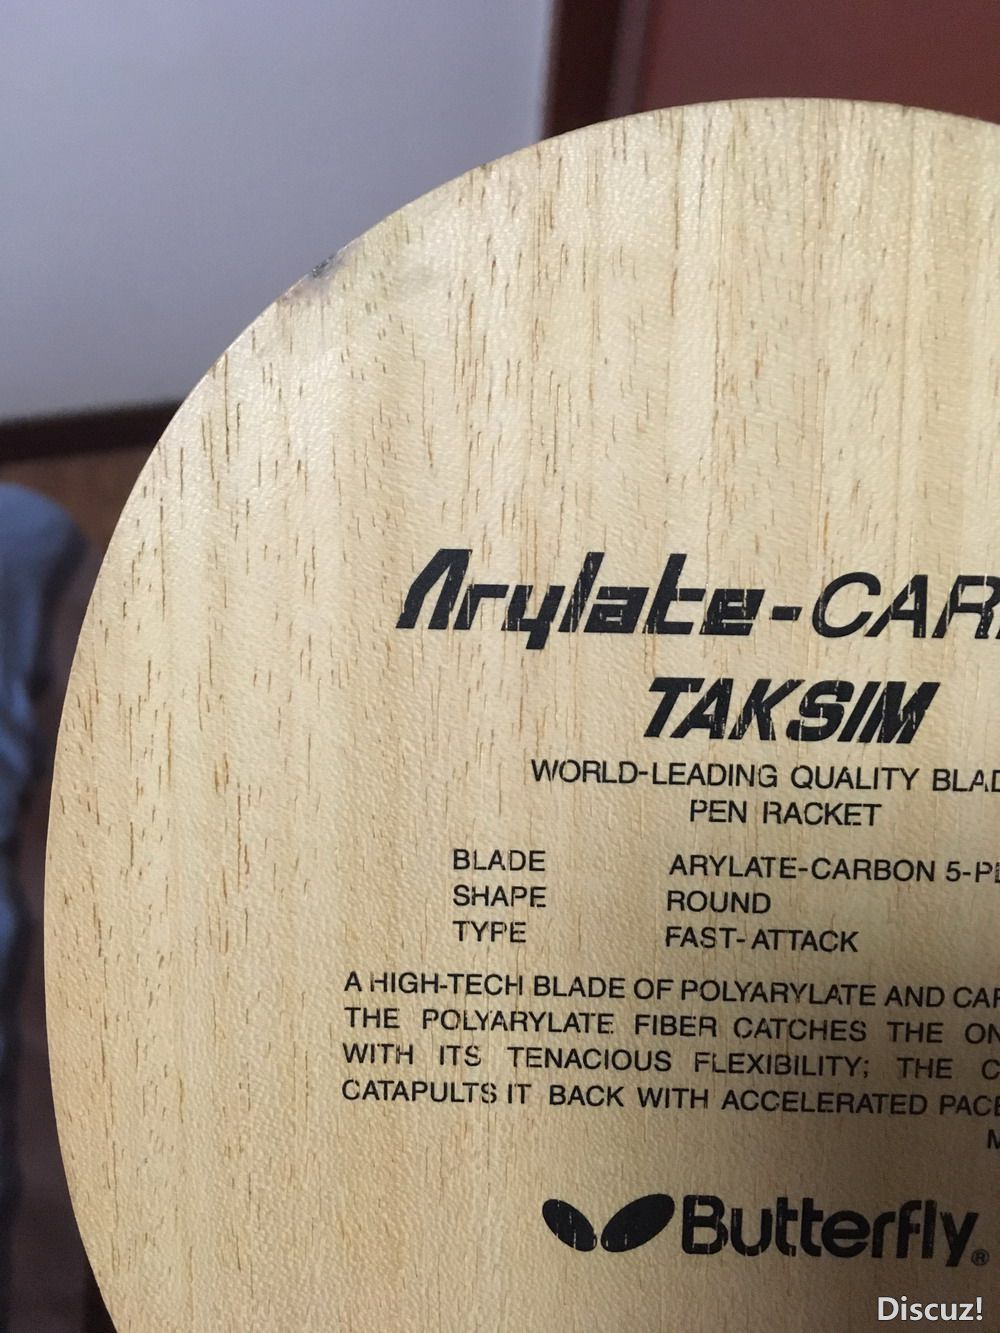 Arylate-CAR
TAKSIM
WORLD-LEADING QUALITY BLAD
PEN RACKET
BLADE ARYLATE-CARBON 5-PL
SHAPE ROUND
TYPE FAST-ATTACK
A HIGH-TECH BLADE OF POLYARYLATE AND CAR
THE POLYARYLATE FIBER CATCHES THE ON
WITH ITS TENACIOUS FLEXIBILITY; THE C
CATAPULTS IT BACK WITH ACCELERATED PACE
M
Butterfly®
Discuz!